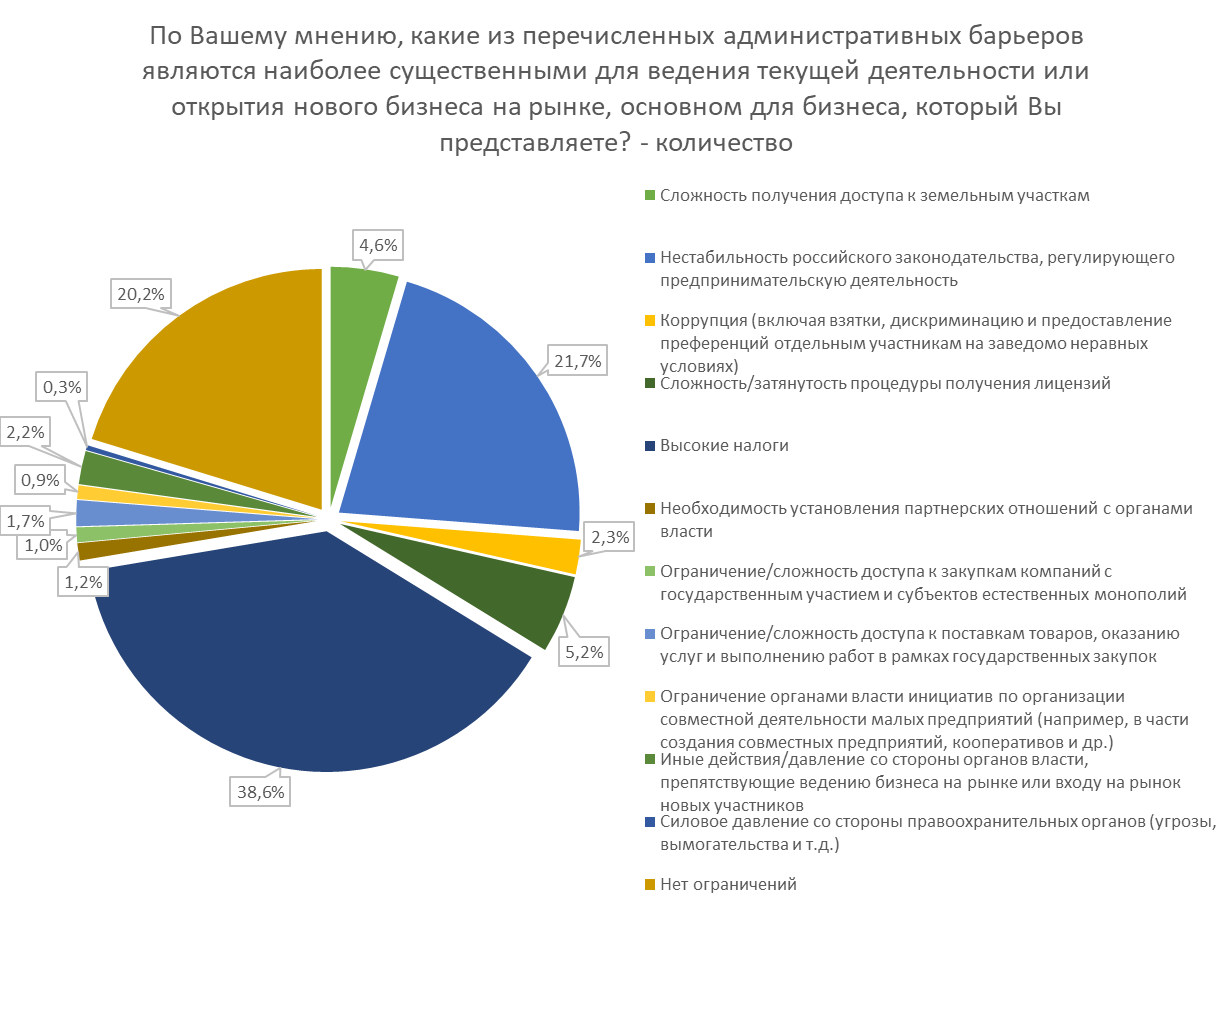 По Вашему мнению, какие из перечисленных административных барьеров
являются наиболее существенными для ведения текущей деятельности или
открытия нового бизнеса на рынке, основном для бизнеса, который Вы
представляете? - количество
4,6%
21,7%
2,3%
5,2%
38,6%
1,2%
1,0%
1,7%
0,9%
2,2%
0,3%
20,2%
Сложность получения доступа к земельным участкам
Нестабильность российского законодательства, регулирующего
предпринимательскую деятельность
Коррупция (включая взятки, дискриминацию и предоставление
преференций отдельным участникам на заведомо неравных
условиях)
Сложность/затянутость процедуры получения лицензий
Высокие налоги
Необходимость установления партнерских отношений с органами
власти
Ограничение/сложность доступа к закупкам компаний с
государственным участием и субъектов естественных монополий
Ограничение/сложность доступа к поставкам товаров, оказанию
услуг и выполнению работ в рамках государственных закупок
Ограничение органами власти инициатив по организации
совместной деятельности малых предприятий (например, в части
создания совместных предприятий, кооперативов и др.)
Иные действия/давление со стороны органов власти,
препятствующие ведению бизнеса на рынке или входу на рынок
новых участников
Силовое давление со стороны правоохранительных органов (угрозы,
вымогательства и т.д.)
Нет ограничений